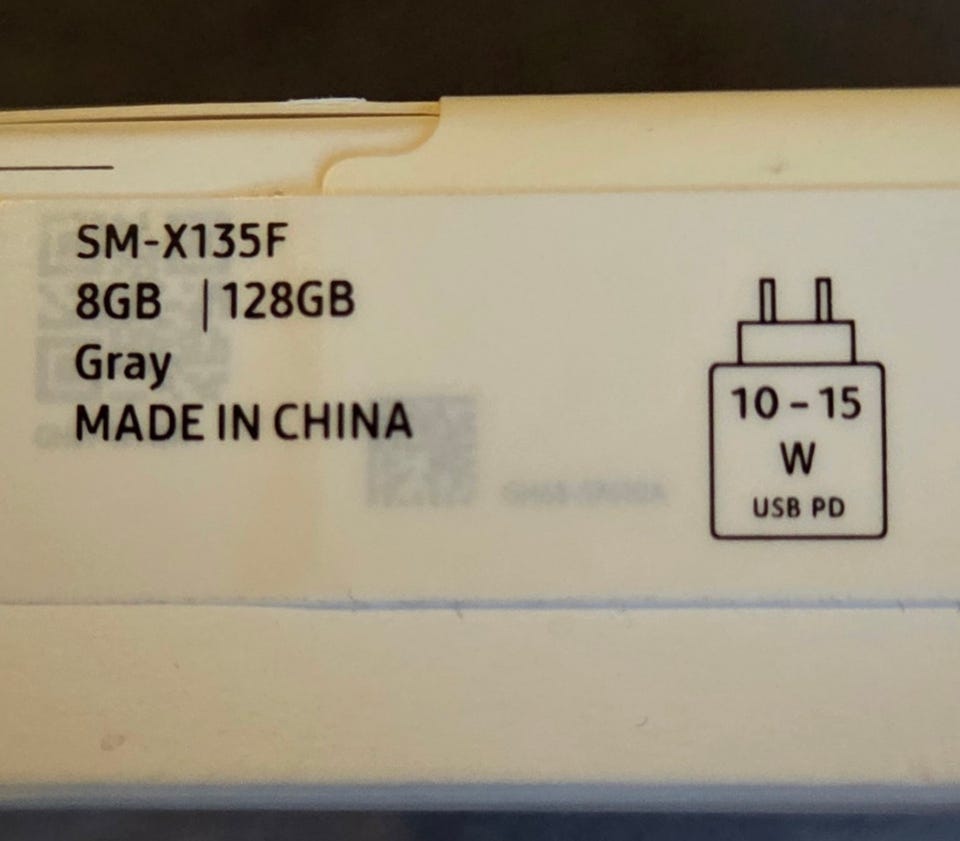 SM-X135F
8GB | 128GB
Gray
MADE IN CHINA
10 - 15
W
USB PD